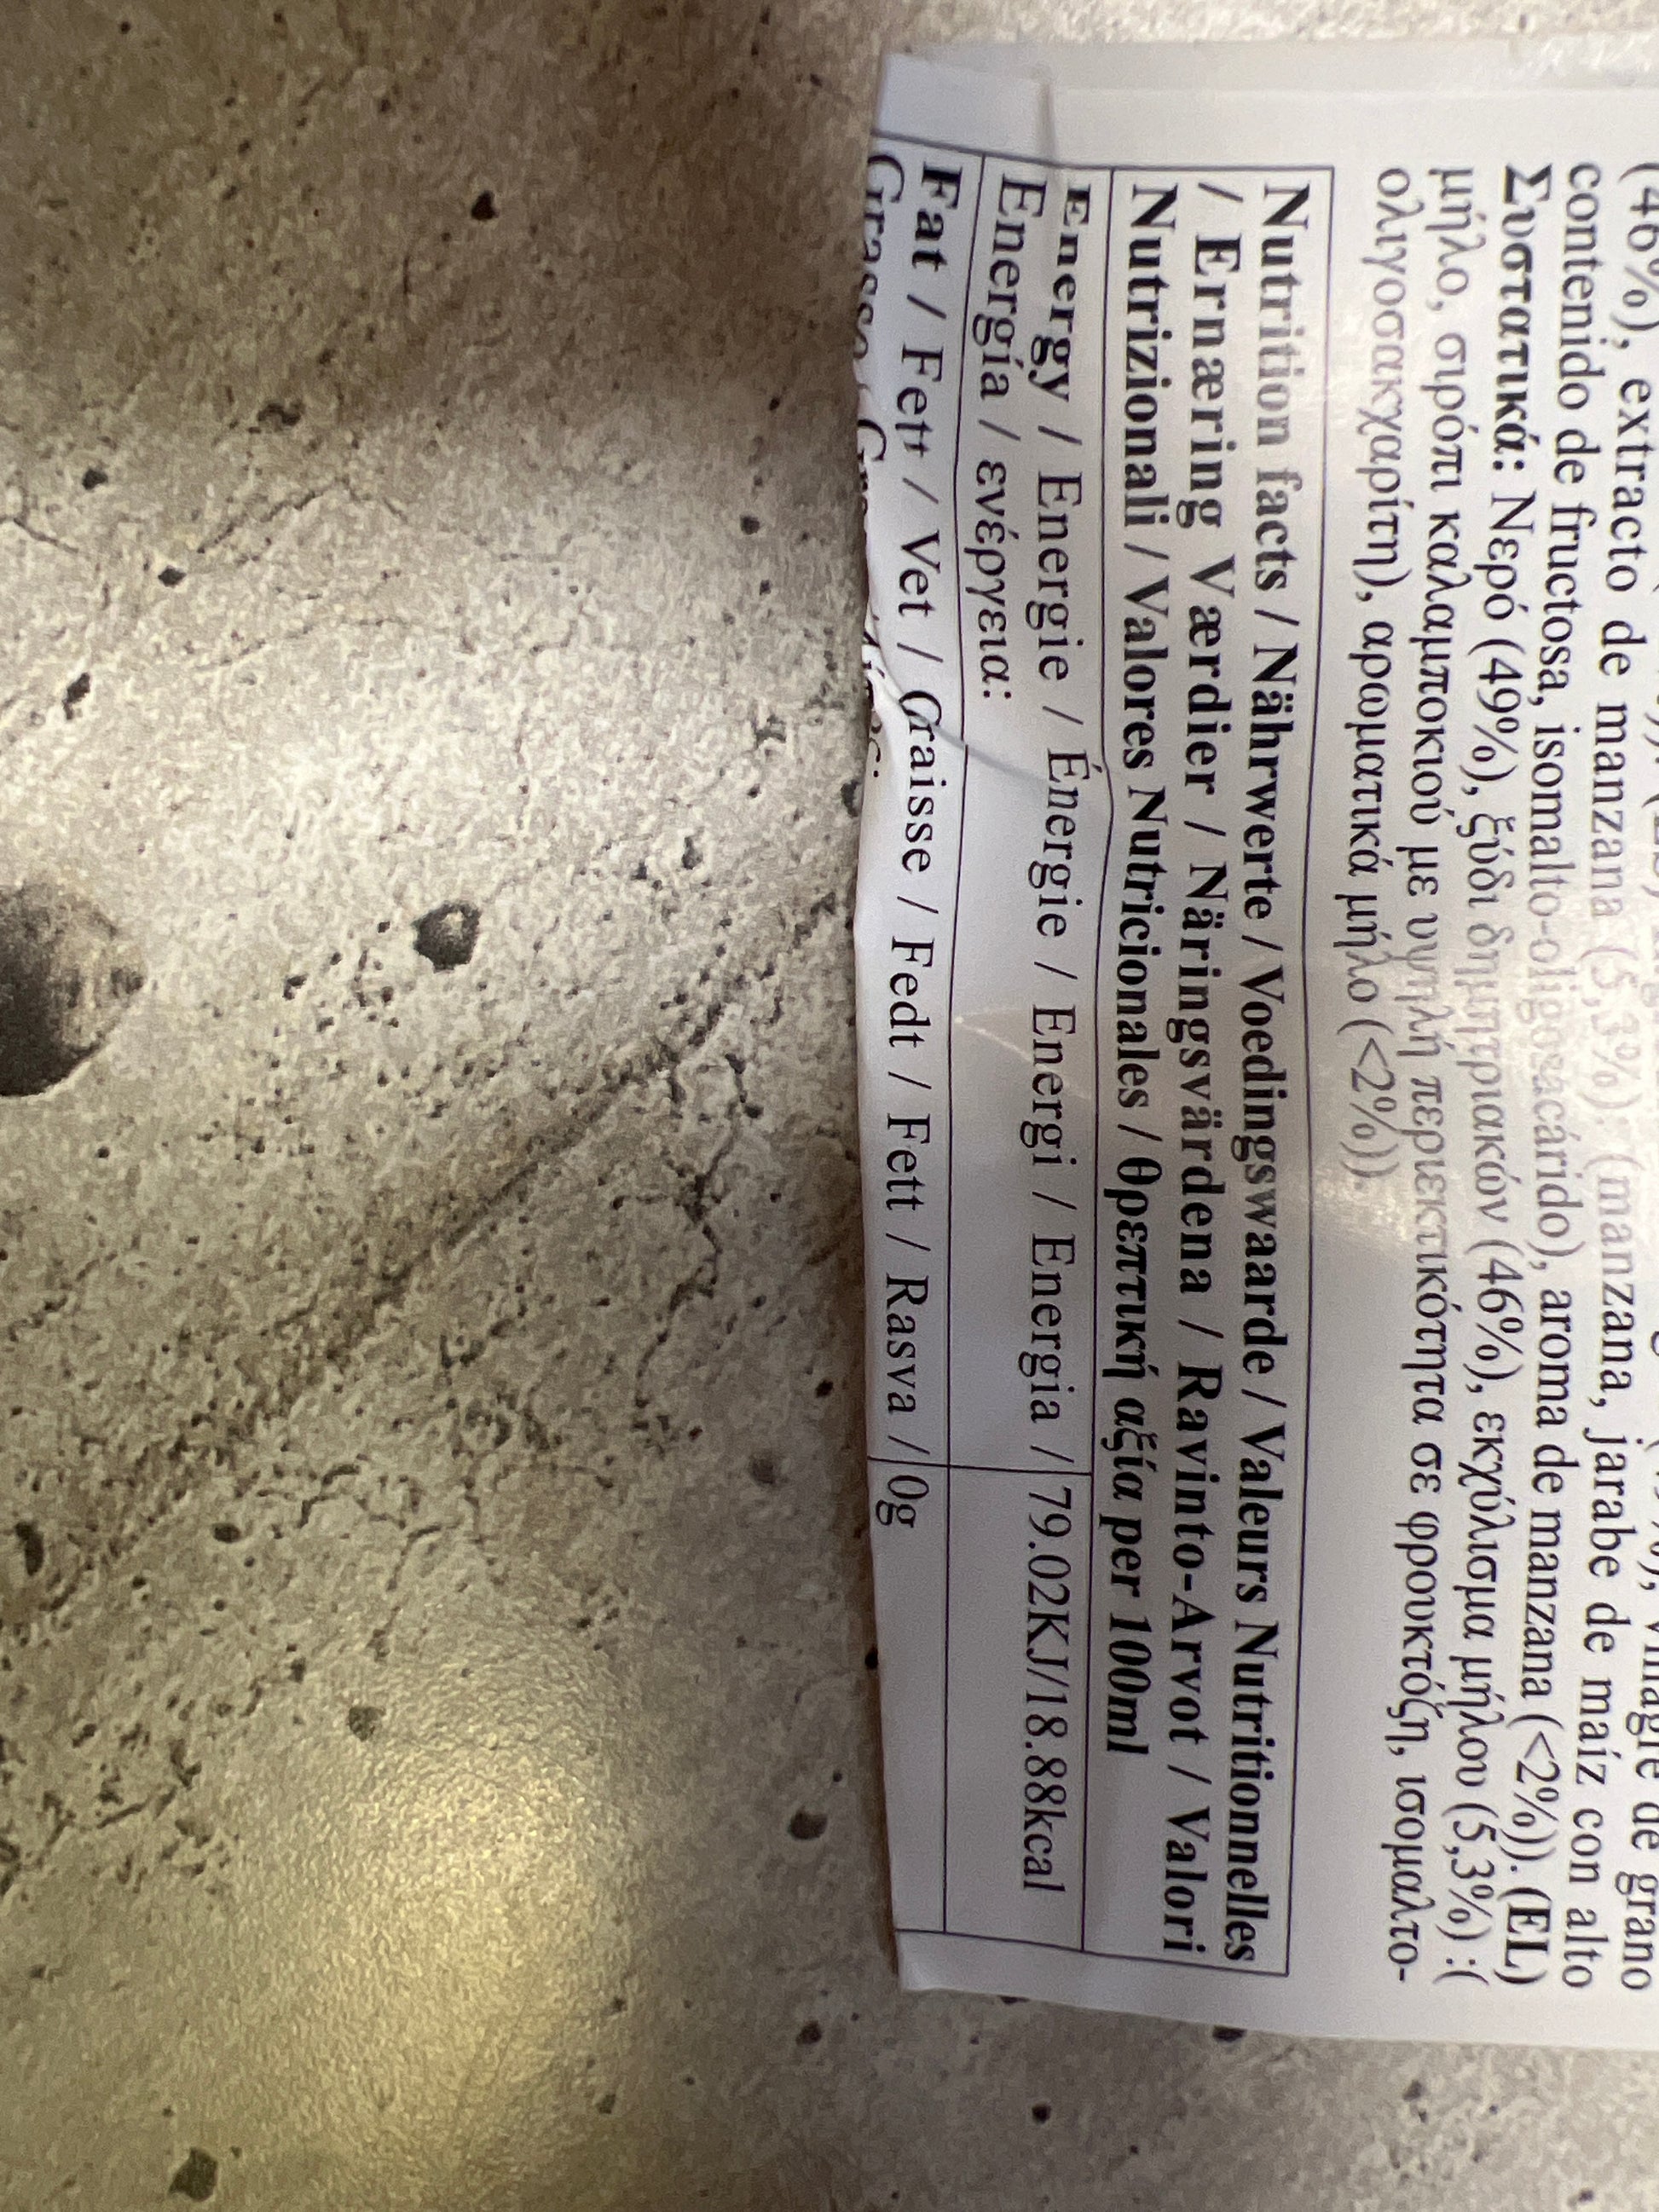 (46%), extracto de manzana (5,3%): (manzana, jarabe de maíz con alto
contenido de fructosa, isomalto-oligosacárido), aroma de manzana (<2%)). (EL)
Συστατικά: Νερό (49%), ξύδι δημητριακών (46%), εκχύλισμα μήλου (5,3%) :(
μήλο, σιρόπι καλαμποκιού με υψηλή περιεκτικότητα σε φρουκτόζη, ισομαλτο-
ολιγοσακχαρίτη), αρωματικά μήλο (<2%)).
Nutrition facts / Nährwerte / Voedingswaarde / Valeurs Nutritionnelles
/ Ernæring Værdier / Näringsvärdena / Ravinto-Arvot / Valori
Nutrizionali / Valores Nutricionales / θρεπτική αξία per 100ml
Energy / Energie / Énergie / Energi / Energia / 79.02KJ/18.88kcal
Energía / ενέργεια:
Fat / Fett / Vet / Graisse / Fedt / Fett / Rasva / 0g